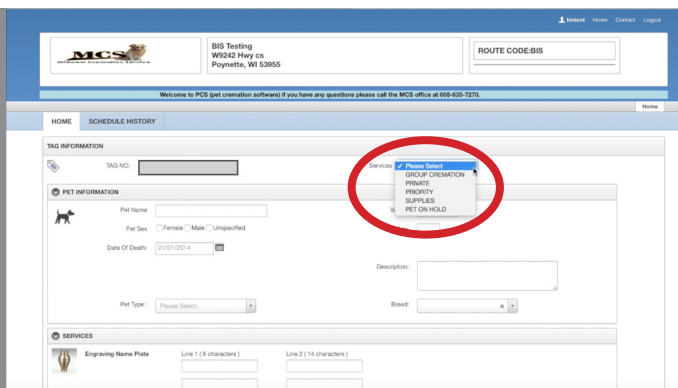 bistest Home Contact Logout
MCS
Midwest Cremation Service
BIS Testing
W9242 Hwy cs
Poynette, WI 53955
ROUTE CODE:BIS
Welcome to PCS (pet cremation software) if you have any questions please call the MCS office at 608-635-7270.
Home
HOME SCHEDULE HISTORY
TAG INFORMATION
TAG NO:
Services
✓ Please Select
GROUP CREMATION
PRIVATE
PRIORITY
SUPPLIES
PET ON HOLD
PET INFORMATION
Pet Name
Pet Sex Female Male Unspecified
Date Of Death: 01/01/2014
Description:
Pet Type : Please Select.. Breed: x
SERVICES
Engraving Name Plate Line 1 ( 9 characters ) Line 2 ( 14 characters )